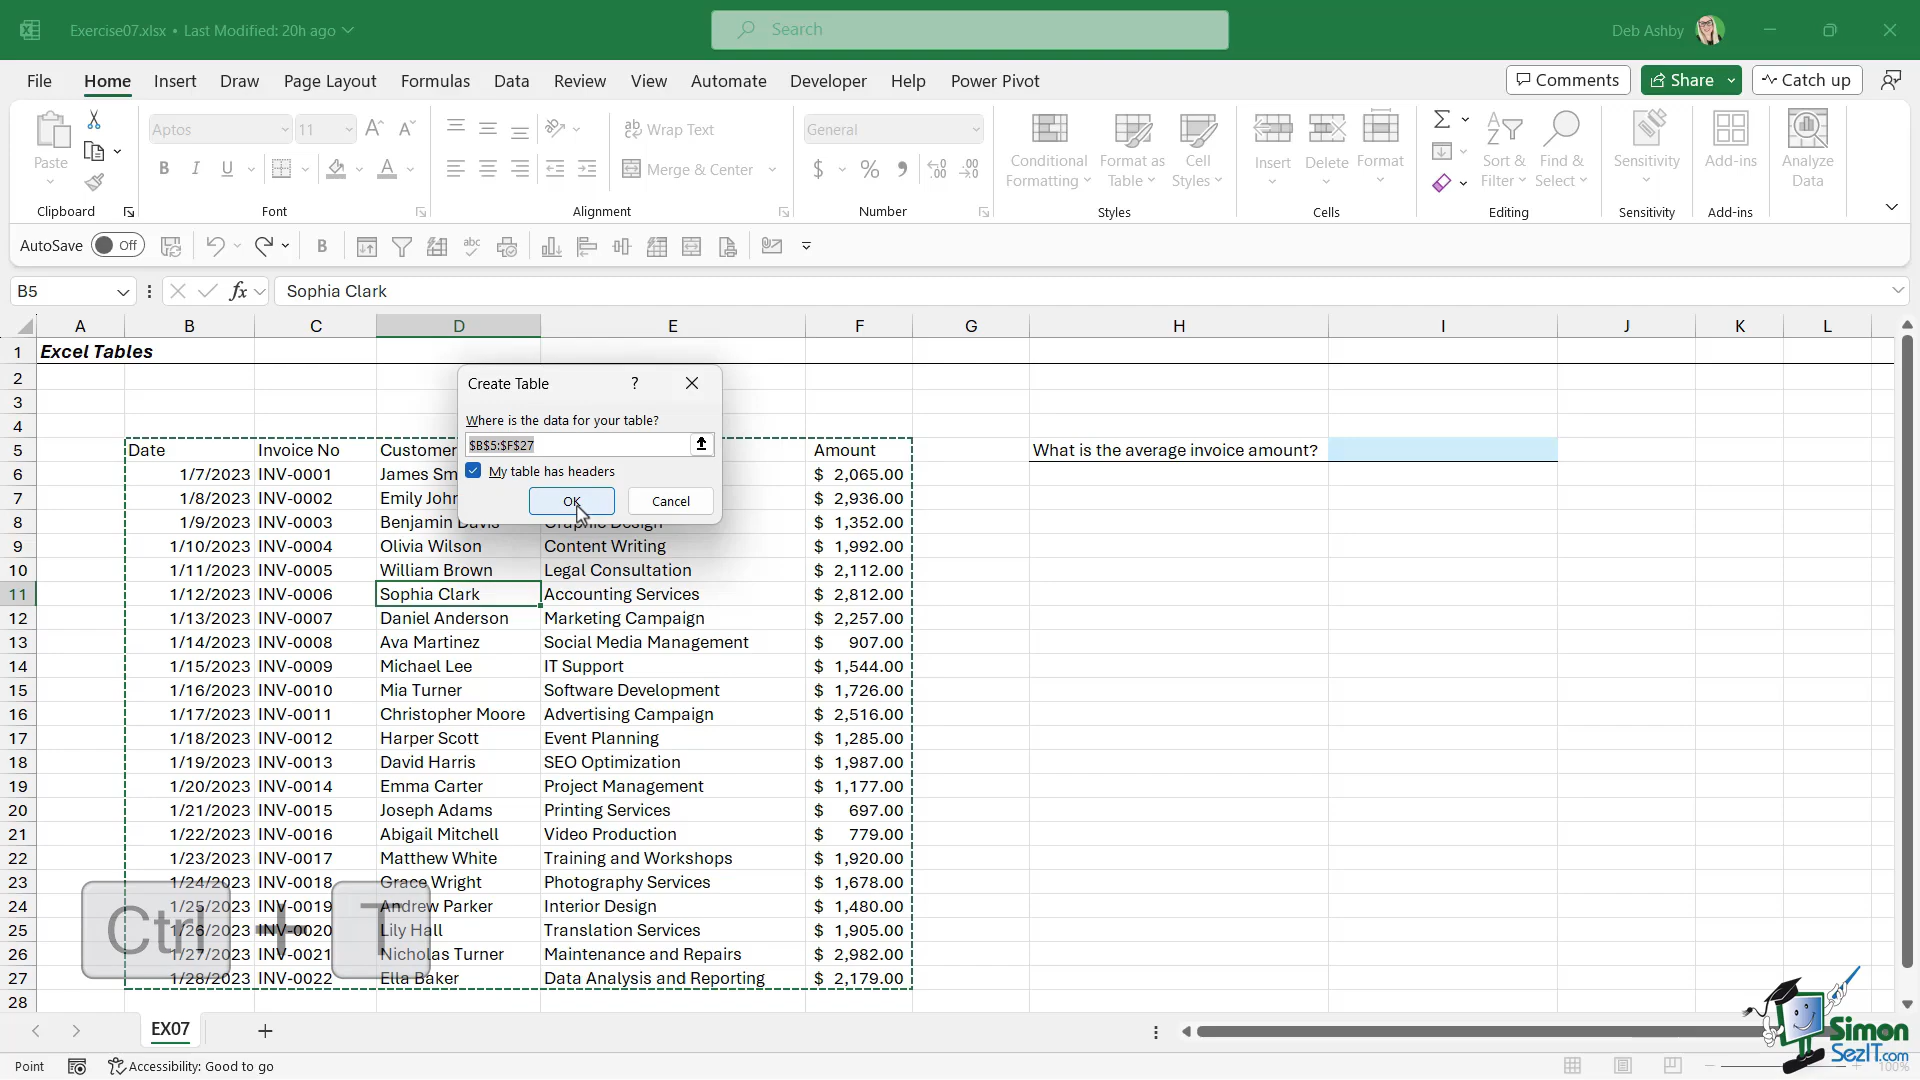 Exercise07.xlsx • Last Modified: 20h ago
Search
Deb Ashby
File Home Insert Draw Page Layout Formulas Data Review View Automate Developer Help Power Pivot
Comments Share Catch up
Paste
Aptos 11
B I U
Wrap Text
Merge & Center
General
$ %
Conditional Formatting
Format as Table
Cell Styles
Insert
Delete
Format
Sort & Filter
Find & Select
Sensitivity
Add-ins
Analyze Data
Clipboard Font Alignment Number Styles Cells Editing Sensitivity Add-ins
AutoSave Off
B
abc
B5
fx
Sophia Clark
A B C D E F G H I J K L
1 Excel Tables
2
3
4
Create Table ?
Where is the data for your table?
$B$5:$F$27
My table has headers
OK Cancel
5 Date Invoice No Customer Amount What is the average invoice amount?
6 1/7/2023 INV-0001 James Sm $ 2,065.00
7 1/8/2023 INV-0002 Emily John $ 2,936.00
8 1/9/2023 INV-0003 Benjamin Davis Graphic Design $ 1,352.00
9 1/10/2023 INV-0004 Olivia Wilson Content Writing $ 1,992.00
10 1/11/2023 INV-0005 William Brown Legal Consultation $ 2,112.00
11 1/12/2023 INV-0006 Sophia Clark Accounting Services $ 2,812.00
12 1/13/2023 INV-0007 Daniel Anderson Marketing Campaign $ 2,257.00
13 1/14/2023 INV-0008 Ava Martinez Social Media Management $ 907.00
14 1/15/2023 INV-0009 Michael Lee IT Support $ 1,544.00
15 1/16/2023 INV-0010 Mia Turner Software Development $ 1,726.00
16 1/17/2023 INV-0011 Christopher Moore Advertising Campaign $ 2,516.00
17 1/18/2023 INV-0012 Harper Scott Event Planning $ 1,285.00
18 1/19/2023 INV-0013 David Harris SEO Optimization $ 1,987.00
19 1/20/2023 INV-0014 Emma Carter Project Management $ 1,177.00
20 1/21/2023 INV-0015 Joseph Adams Printing Services $ 697.00
21 1/22/2023 INV-0016 Abigail Mitchell Video Production $ 779.00
22 1/23/2023 INV-0017 Matthew White Training and Workshops $ 1,920.00
23 1/24/2023 INV-0018 Grace Wright Photography Services $ 1,678.00
24 1/25/2023 INV-0019 Andrew Parker Interior Design $ 1,480.00
25 1/26/2023 INV-0020 Lily Hall Translation Services $ 1,905.00
26 1/27/2023 INV-0021 Nicholas Turner Maintenance and Repairs $ 2,982.00
27 1/28/2023 INV-0022 Ella Baker Data Analysis and Reporting $ 2,179.00
28
Ctrl + T
EX07
Simon
SezIT.com
Point Accessibility: Good to go
100%